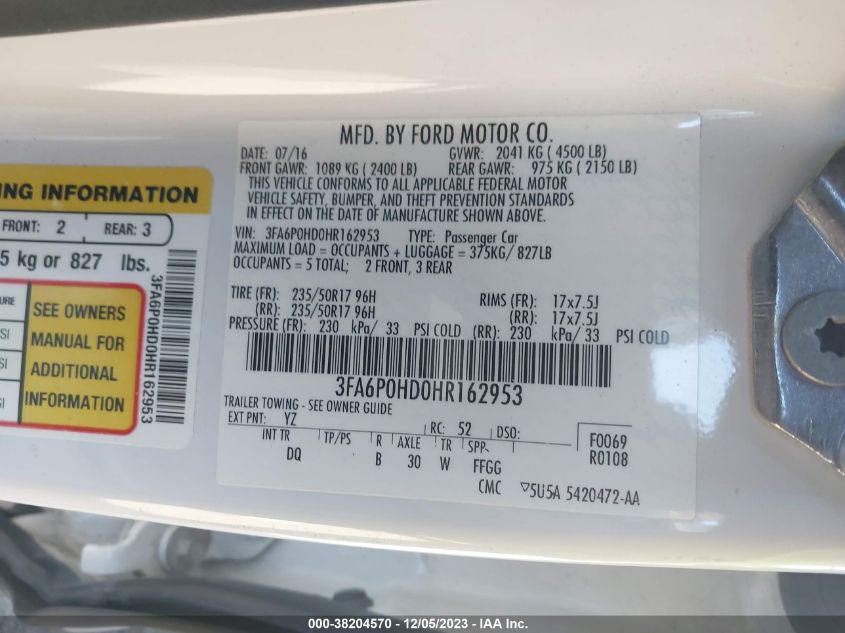 MFD. BY FORD MOTOR CO.
DATE: 07/16 GVWR: 2041 KG ( 4500 LB)
FRONT GAWR: 1089 KG ( 2400 LB) REAR GAWR: 975 KG ( 2150 LB)
THIS VEHICLE CONFORMS TO ALL APPLICABLE FEDERAL MOTOR
VEHICLE SAFETY, BUMPER, AND THEFT PREVENTION STANDARDS
IN EFFECT ON THE DATE OF MANUFACTURE SHOWN ABOVE.
VIN: 3FA6P0HD0HR162953 TYPE: Passenger Car
MAXIMUM LOAD = OCCUPANTS + LUGGAGE = 375KG/ 827LB
OCCUPANTS = 5 TOTAL; 2 FRONT, 3 REAR
TIRE (FR): 235/50R17 96H RIMS (FR): 17x7.5J
(RR): 235/50R17 96H (RR): 17x7.5J
PRESSURE (FR): 230 kPa/ 33 PSI COLD (RR): 230 kPa/ 33 PSI COLD
3FA6P0HD0HR162953
TRAILER TOWING - SEE OWNER GUIDE
EXT PNT: YZ RC: 52 DSO:
INT TR TP/PS R AXLE TR SPR
DQ B 30 W FFGG
F0069
R0108
CMC ▽5U5A 5420472-AA
ING INFORMATION
FRONT: 2 REAR: 3
5 kg or 827 lbs.
SEE OWNERS
MANUAL FOR
ADDITIONAL
INFORMATION
3FA6P0HD0HR162953
000-38204570 - 12/05/2023 - IAA Inc.